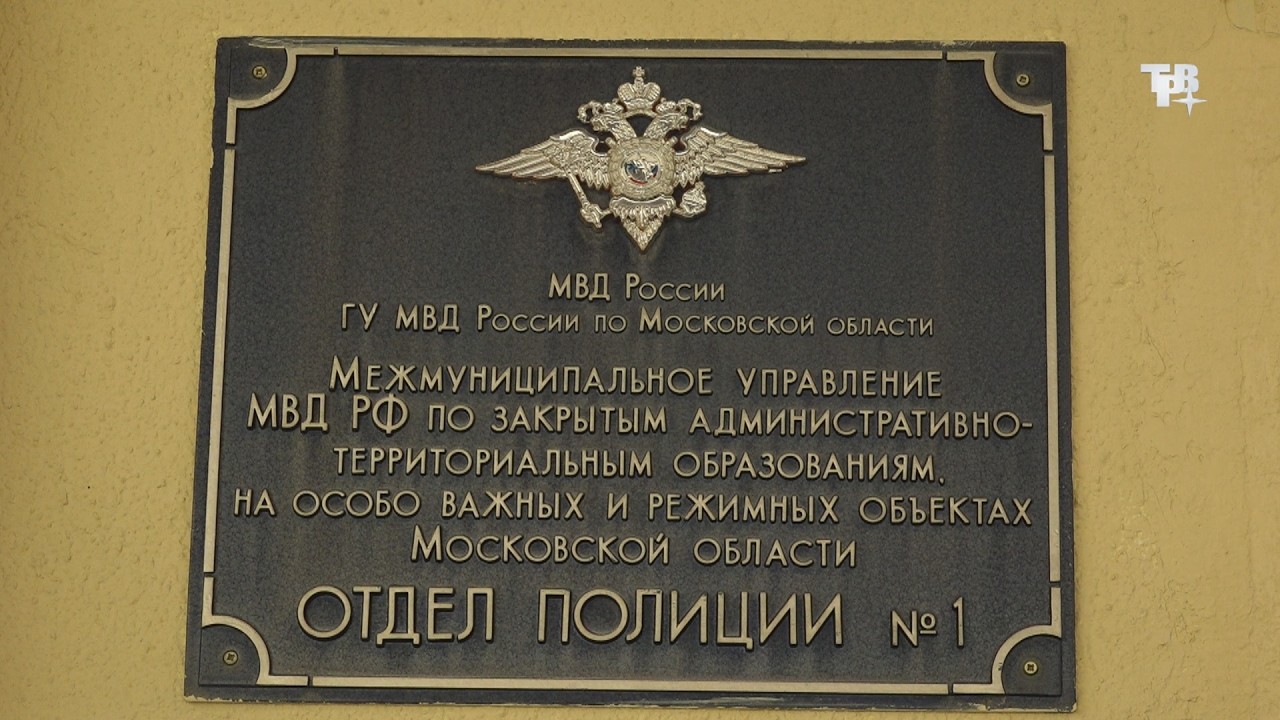 ТРВ
МВД России
ГУ МВД России по Московской области
Межмуниципальное управление
МВД РФ по закрытым административно-
территориальным образованиям,
на особо важных и режимных объектах
Московской области
ОТДЕЛ ПОЛИЦИИ №1